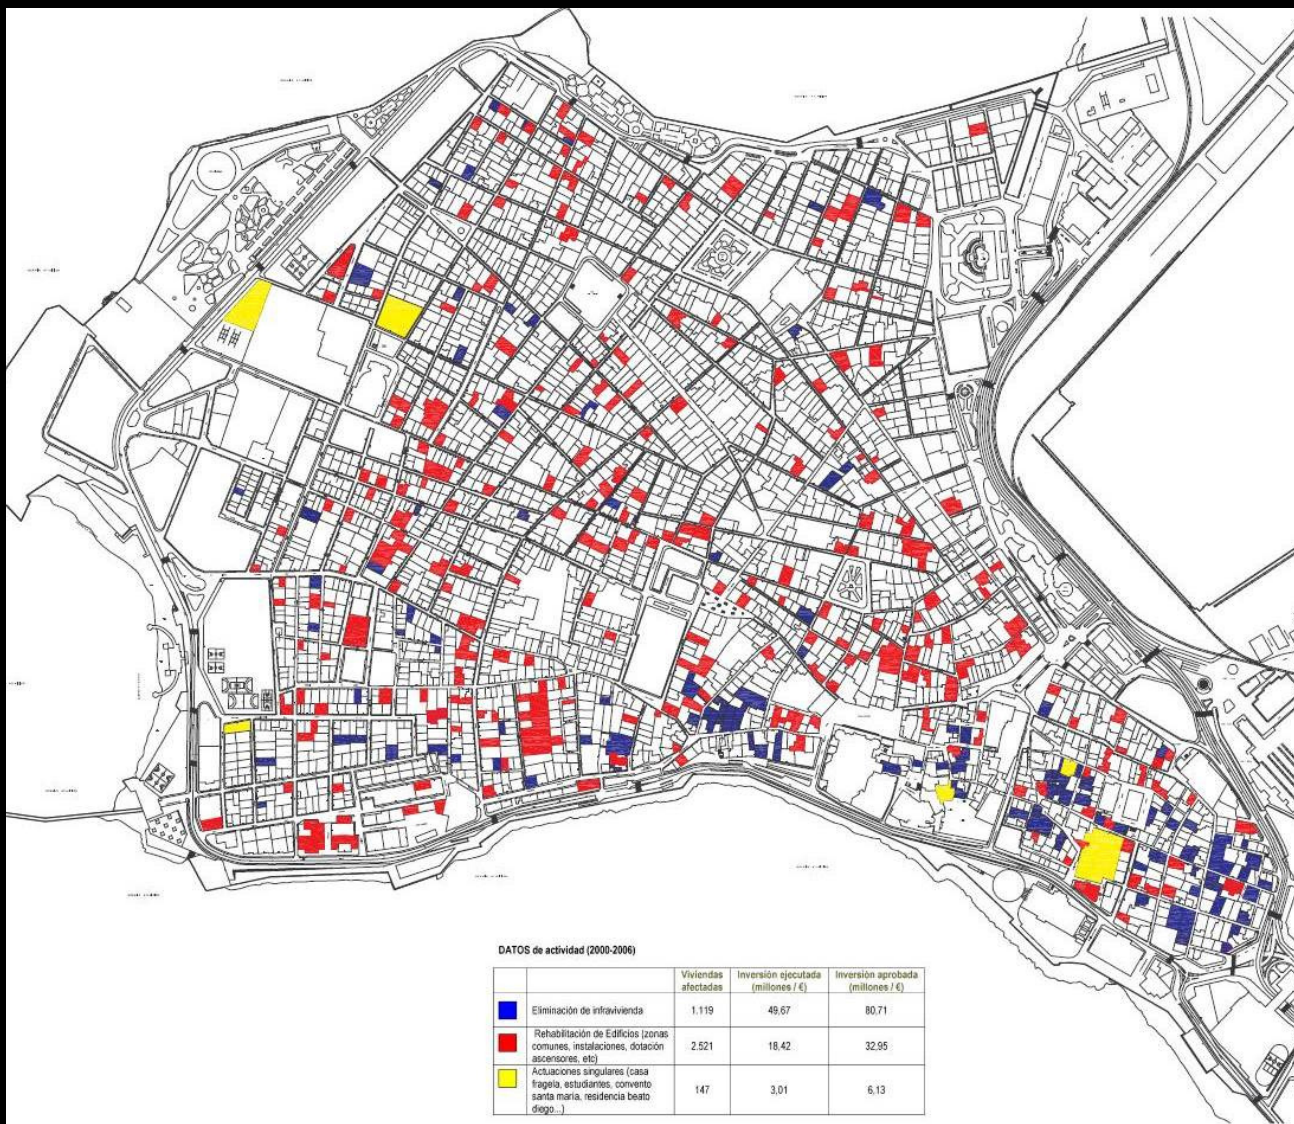 DATOS de actividad (2000-2006)
Viviendas afectadas
Inversión ejecutada (millones / €)
Inversión aprobada (millones / €)
Eliminación de infravivienda 1.119 49,67 80,71
Rehabilitación de Edificios (zonas
comunes, instalaciones, dotación
ascensores, etc) 2.521 18,42 32,95
Actuaciones singulares (casa
fragela, estudiantes, convento
santa maria, residencia beato
diego...) 147 3,01 6,13